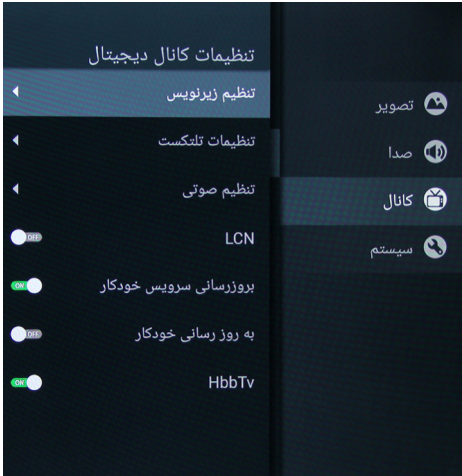 تصویر
صدا
کانال
سیستم
تنظیمات کانال دیجیتال
تنظیم زیرنویس
تنظیمات تلتکست
تنظیم صوتی
LCN
OFF
بروزرسانی سرویس خودکار
ON
به روز رسانی خودکار
OFF
HbbTv
ON